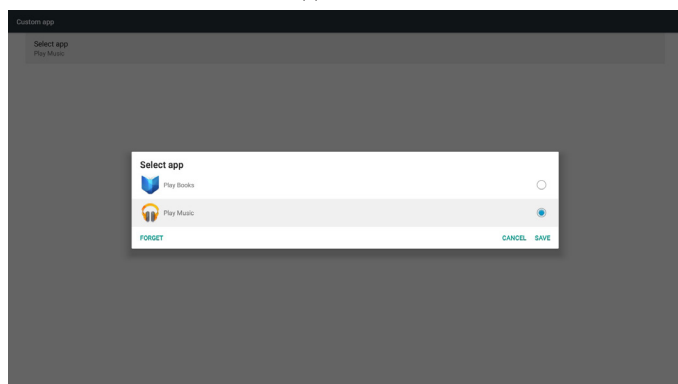 Custom app
Select app
Play Music
Select app
Play Books
Play Music
FORGET
CANCEL SAVE